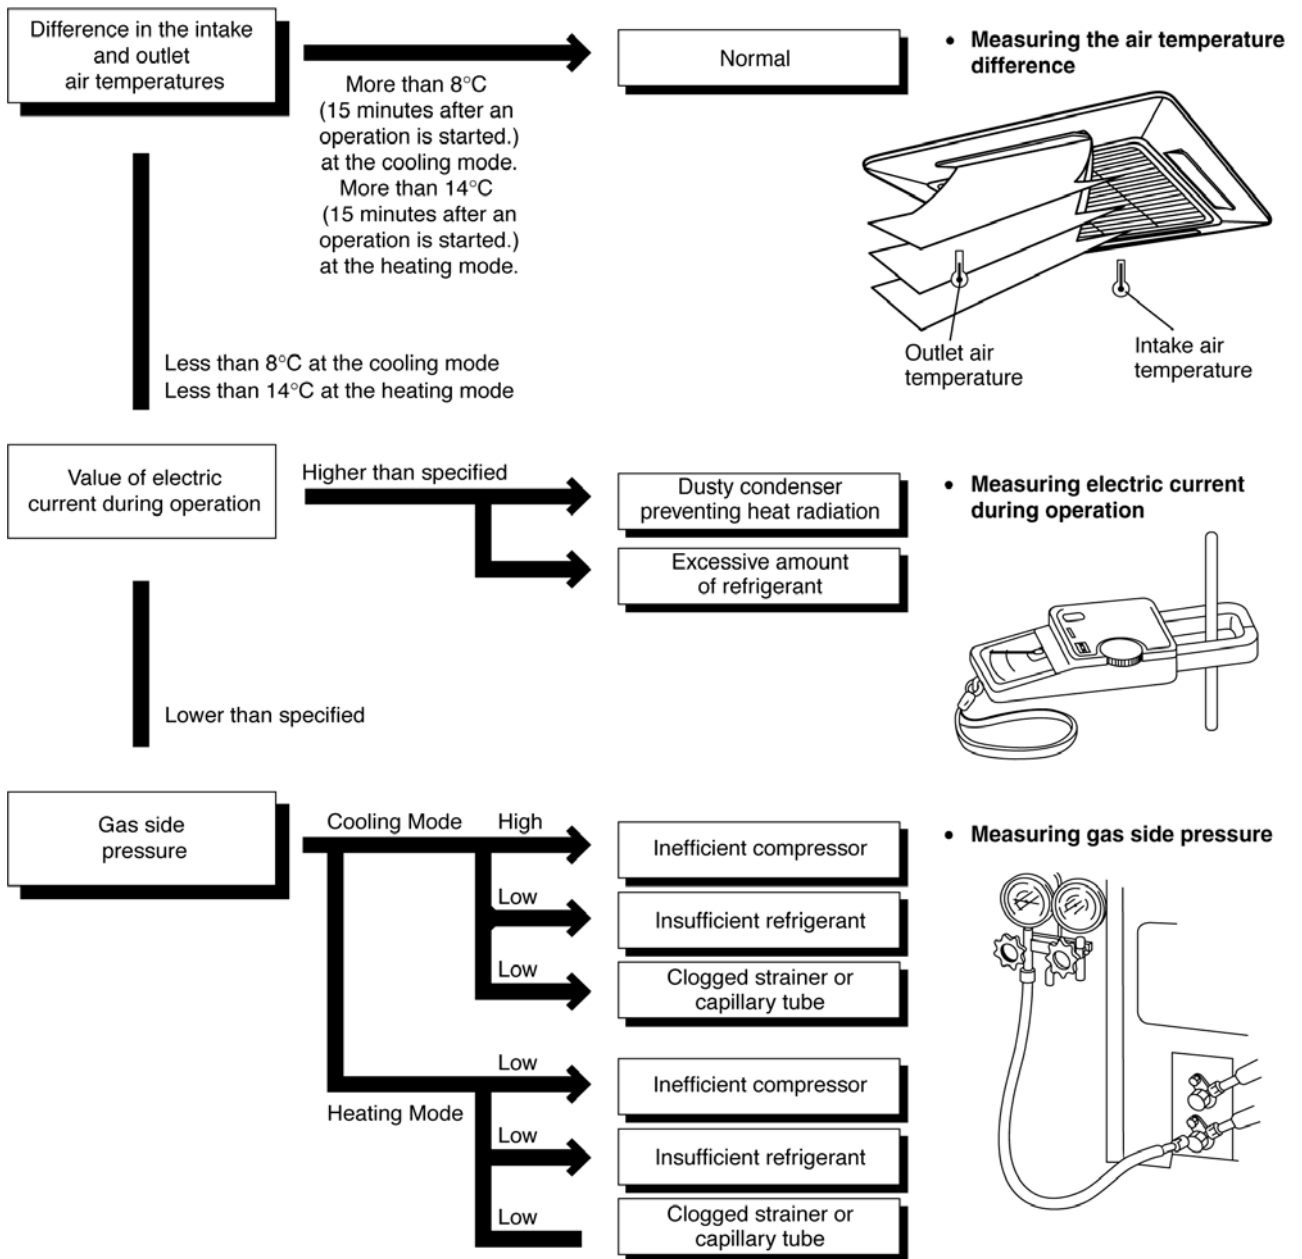 Difference in the intake
and outlet
air temperatures
More than 8°C
(15 minutes after an
operation is started.)
at the cooling mode.
More than 14°C
(15 minutes after an
operation is started.)
at the heating mode.
Normal
• Measuring the air temperature
difference
Outlet air
temperature
Intake air
temperature
Less than 8°C at the cooling mode
Less than 14°C at the heating mode
Value of electric
current during operation
Higher than specified
Dusty condenser
preventing heat radiation
Excessive amount
of refrigerant
• Measuring electric current
during operation
Lower than specified
Gas side
pressure
Cooling Mode
High
Inefficient compressor
Low
Insufficient refrigerant
Low
Clogged strainer or
capillary tube
Heating Mode
Low
Inefficient compressor
Low
Insufficient refrigerant
Low
Clogged strainer or
capillary tube
• Measuring gas side pressure